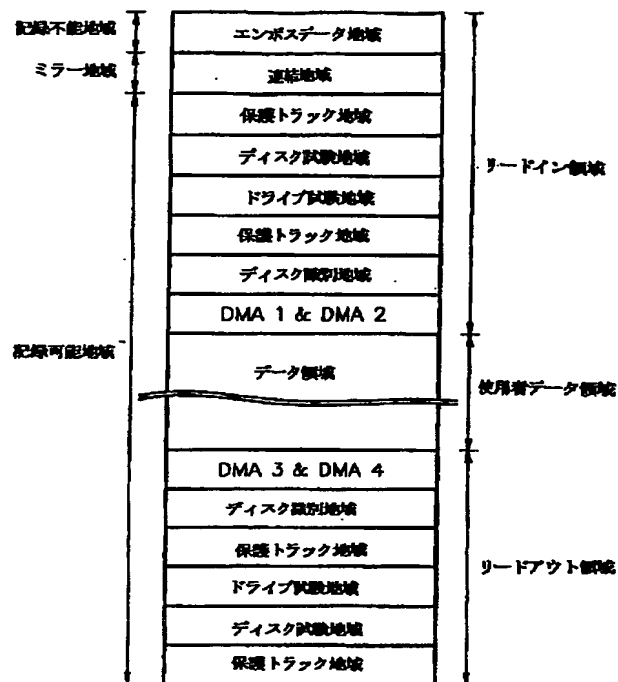 記録不能地域
エンボスデータ地域
ミラー地域
連結地域
保護トラック地域
ディスク試験地域
リードイン領域
ドライブ試験地域
保護トラック地域
ディスク識別地域
DMA 1 & DMA 2
記録可能地域
データ領域
使用者データ領域
DMA 3 & DMA 4
ディスク識別地域
保護トラック地域
リードアウト領域
ドライブ試験地域
ディスク試験地域
保護トラック地域